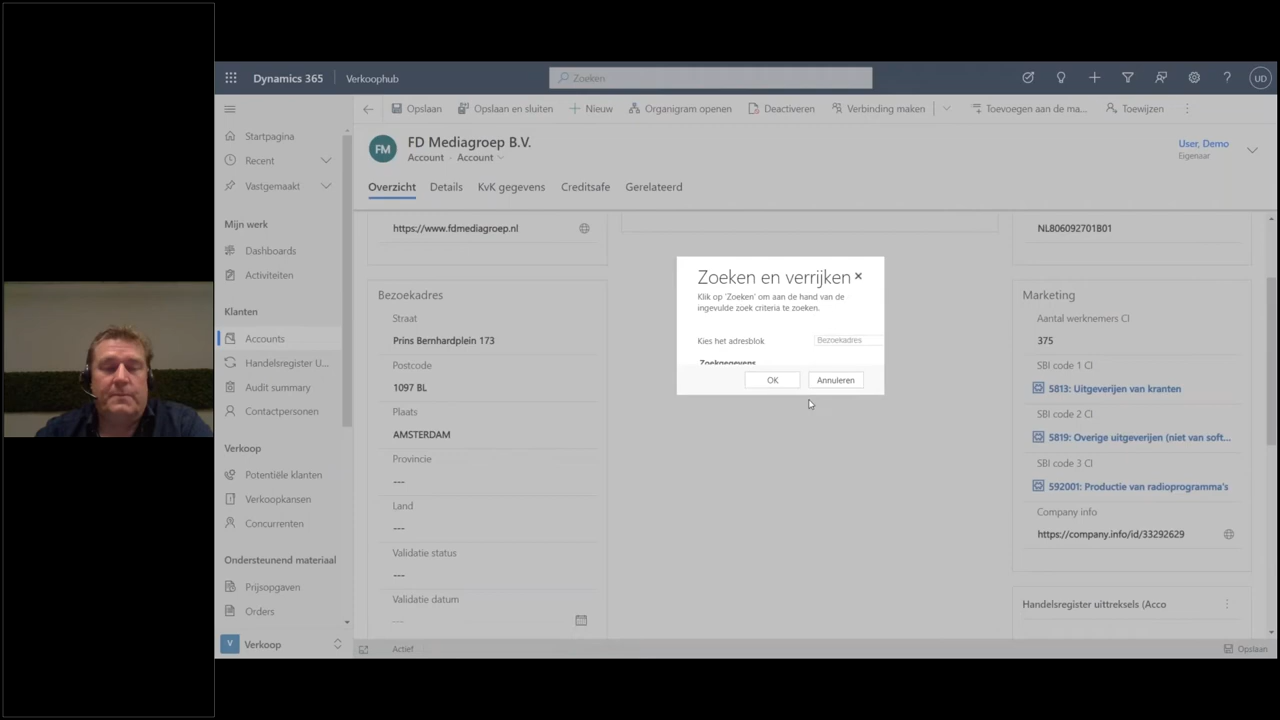 Dynamics 365
Verkoophub
Zoeken
UD
Opslaan
Opslaan en sluiten
Nieuw
Organigram openen
Deactiveren
Verbinding maken
Toevoegen aan de ma...
Toewijzen
FM
FD Mediagroep B.V.
Account · Account
User, Demo
Eigenaar
Overzicht
Details
KvK gegevens
Creditsafe
Gerelateerd
Startpagina
Recent
Vastgemaakt
Mijn werk
Dashboards
Activiteiten
Klanten
Accounts
Handelsregister U...
Audit summary
Contactpersonen
Verkoop
Potentiële klanten
Verkoopkansen
Concurrenten
Ondersteunend materiaal
Prijsopgaven
Orders
V
Verkoop
https://www.fdmediagroep.nl
Bezoekadres
Straat
Prins Bernhardplein 173
Postcode
1097 BL
Plaats
AMSTERDAM
Provincie
---
Land
---
Validatie status
---
Validatie datum
---
Zoeken en verrijken
Klik op 'Zoeken' om aan de hand van de
ingevulde zoek criteria te zoeken.
Kies het adresblok
Bezoekadres
Zoekgegevens
OK
Annuleren
NL806092701B01
Marketing
Aantal werknemers CI
375
SBI code 1 CI
5813: Uitgeverijen van kranten
SBI code 2 CI
5819: Overige uitgeverijen (niet van soft...
SBI code 3 CI
592001: Productie van radioprogramma's
Company info
https://company.info/id/33292629
Handelsregister uittreksels (Acco
Actief
Opslaan